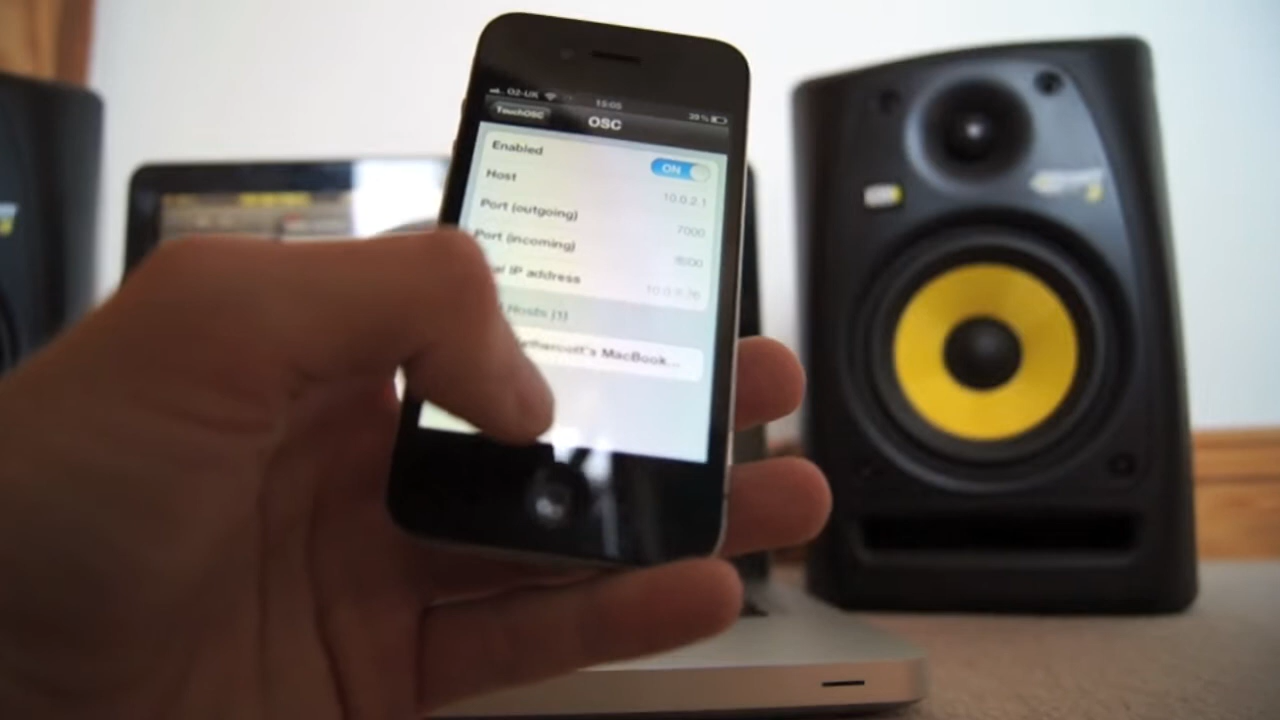 O2-UK 15:05 29%
TouchOSC OSC
Enabled ON
Host 10.0.2.1
Port (outgoing) 7000
Port (incoming)
IP address
Hosts (1)
MacBook...